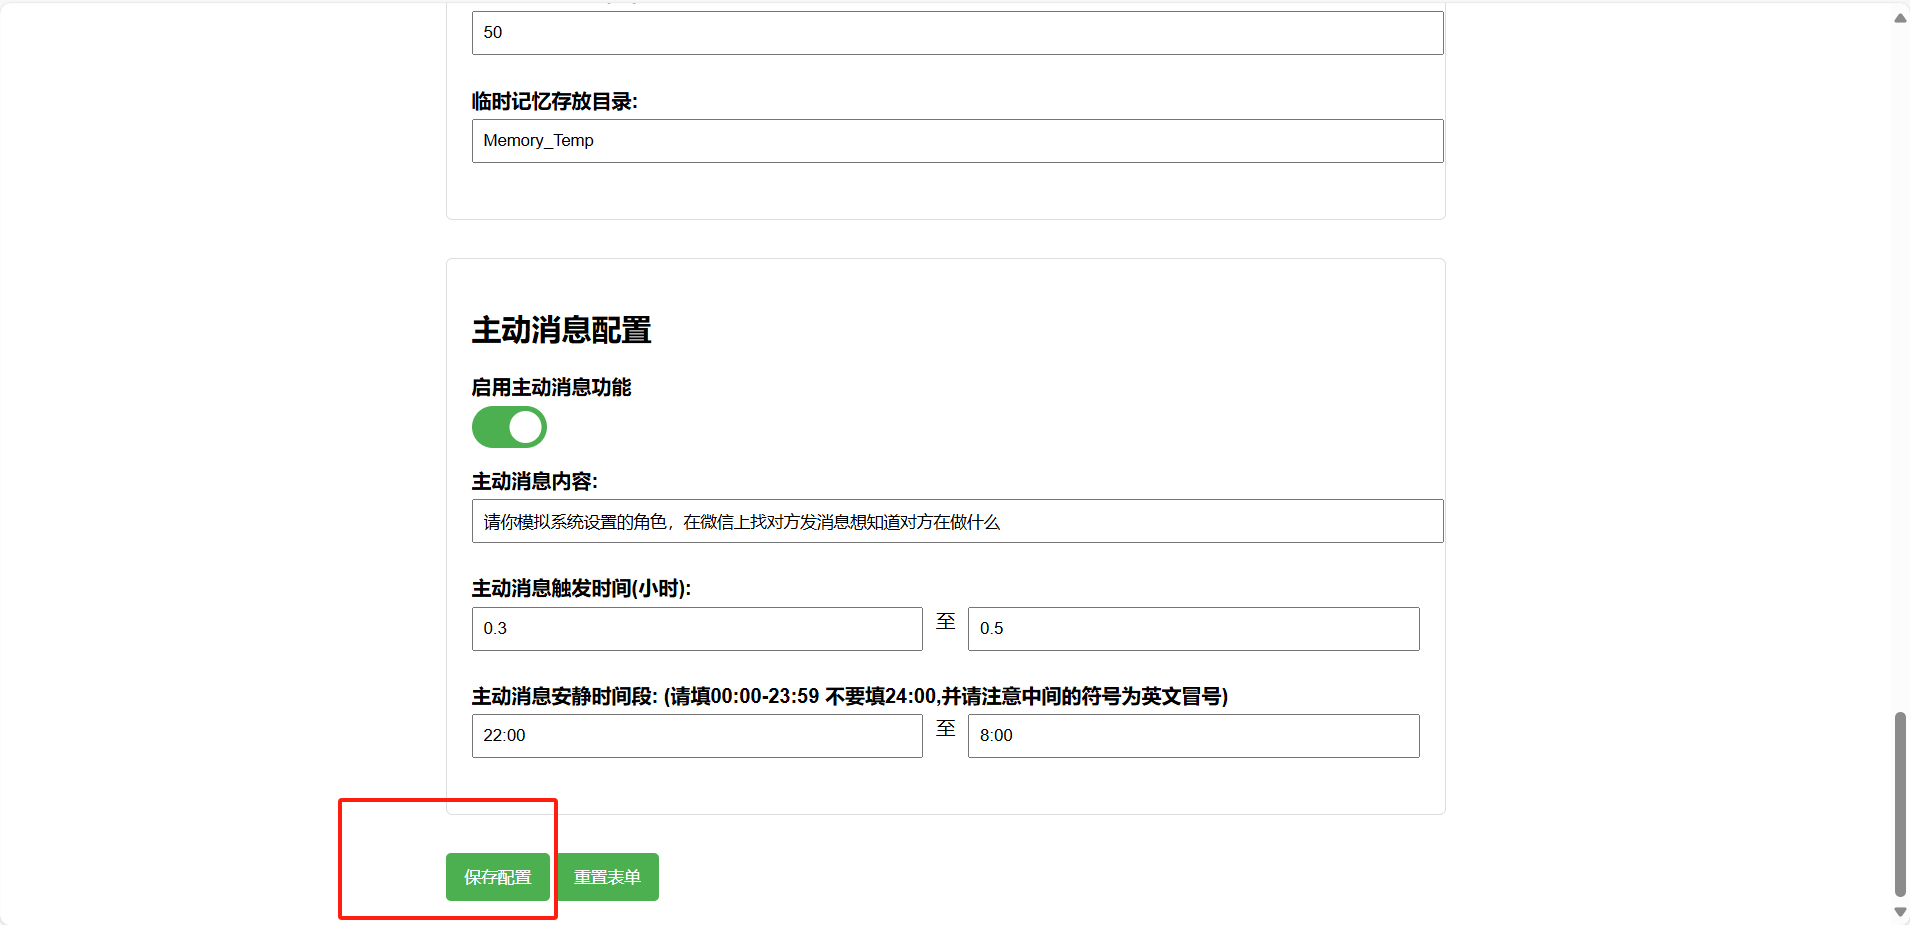 50
临时记忆存放目录:
Memory_Temp
主动消息配置
启用主动消息功能
主动消息内容:
请你模拟系统设置的角色，在微信上找对方发消息想知道对方在做什么
主动消息触发时间(小时):
0.3 至 0.5
主动消息安静时间段: (请填00:00-23:59 不要填24:00,并请注意中间的符号为英文冒号)
22:00 至 8:00
保存配置 重置表单